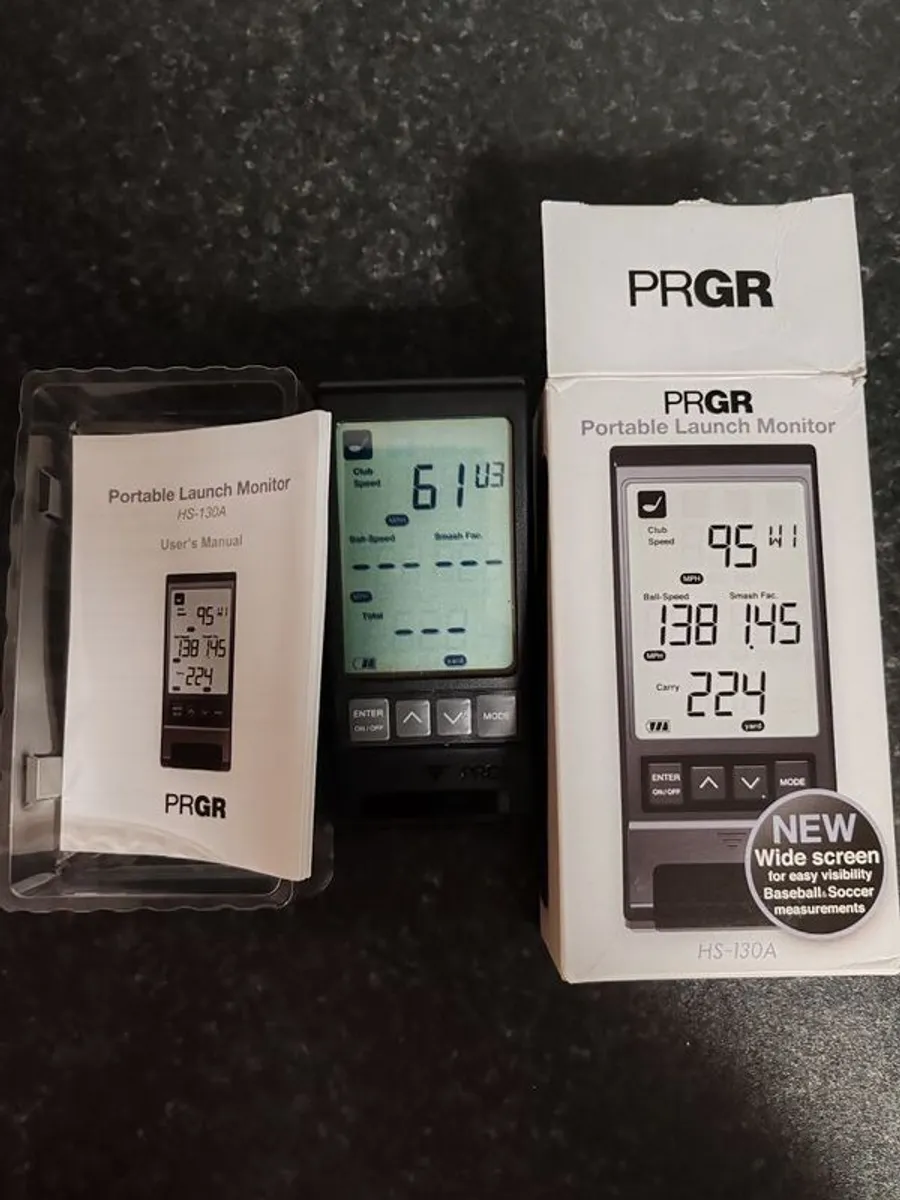 Portable Launch Monitor
HS-130A
User's Manual
95 W1
138 1.45
224
PRGR
Club
Speed
61 U3
MPH
Ball-Speed Smash Fac.
--- ---
MPH
Total
---
yard
ENTER
ON/OFF
MODE
PRGR
PRGR
Portable Launch Monitor
Club
Speed
95 W1
MPH
Ball-Speed Smash Fac.
138 1.45
MPH
Carry 224
yard
ENTER
ON/OFF
MODE
NEW
Wide screen
for easy visibility
Baseball&Soccer
measurements
HS-130A